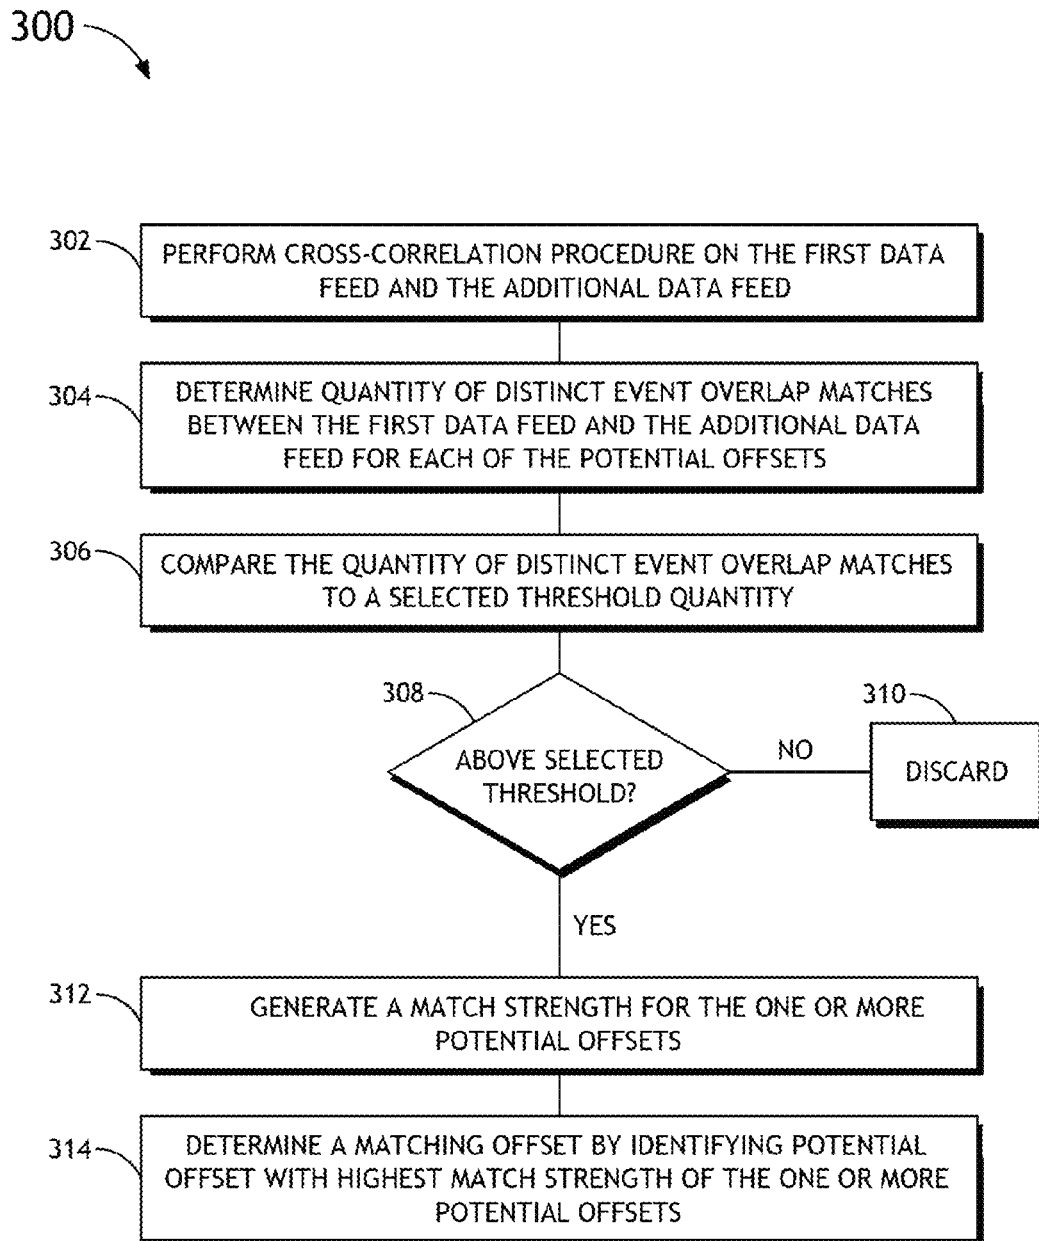 300
302
PERFORM CROSS-CORRELATION PROCEDURE ON THE FIRST DATA
FEED AND THE ADDITIONAL DATA FEED
304
DETERMINE QUANTITY OF DISTINCT EVENT OVERLAP MATCHES
BETWEEN THE FIRST DATA FEED AND THE ADDITIONAL DATA
FEED FOR EACH OF THE POTENTIAL OFFSETS
306
COMPARE THE QUANTITY OF DISTINCT EVENT OVERLAP MATCHES
TO A SELECTED THRESHOLD QUANTITY
308
ABOVE SELECTED
THRESHOLD?
NO
310
DISCARD
YES
312
GENERATE A MATCH STRENGTH FOR THE ONE OR MORE
POTENTIAL OFFSETS
314
DETERMINE A MATCHING OFFSET BY IDENTIFYING POTENTIAL
OFFSET WITH HIGHEST MATCH STRENGTH OF THE ONE OR MORE
POTENTIAL OFFSETS